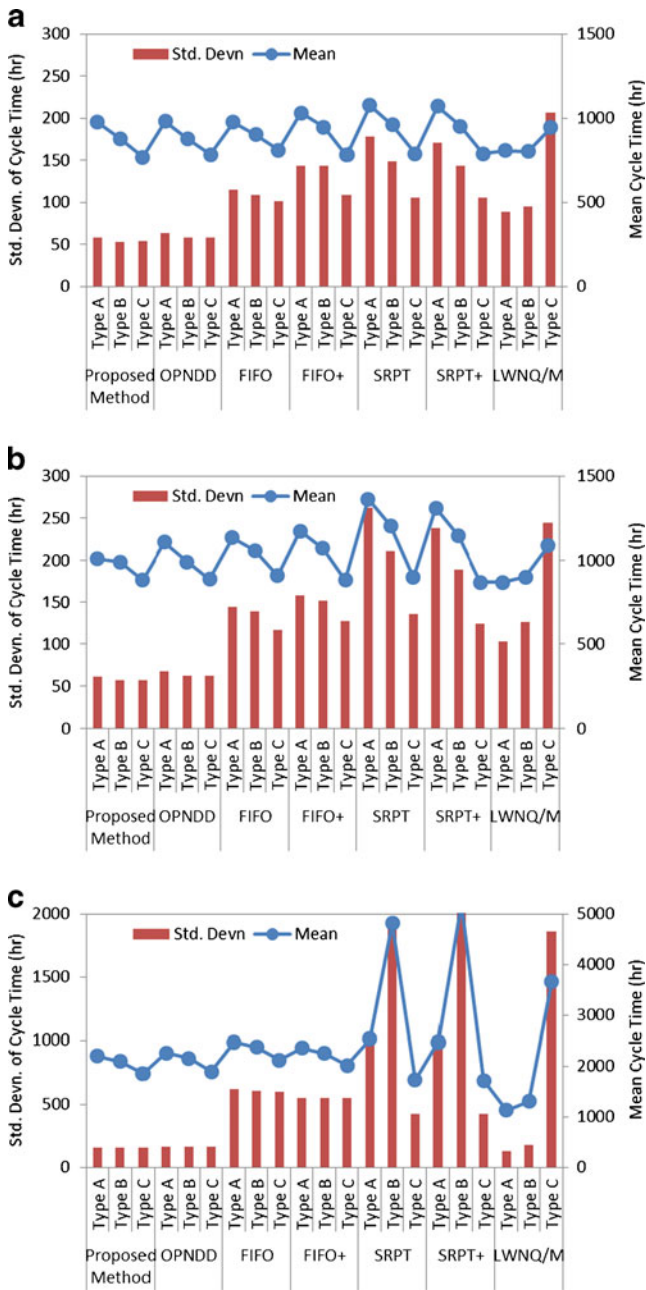 a
300
250
200
150
100
50
0
Std. Devn. of Cycle Time (hr)
Std. Devn
Mean
1500
1000
500
0
Mean Cycle Time (hr)
Type A
Type B
Type C
Type A
Type B
Type C
Type A
Type B
Type C
Type A
Type B
Type C
Type A
Type B
Type C
Type A
Type B
Type C
Type A
Type B
Type C
Proposed Method
OPNDD
FIFO
FIFO+
SRPT
SRPT+
LWNQ/M
b
300
250
200
150
100
50
0
Std. Devn. of Cycle Time (hr)
Std. Devn
Mean
1500
1000
500
0
Mean Cycle Time (hr)
Type A
Type B
Type C
Type A
Type B
Type C
Type A
Type B
Type C
Type A
Type B
Type C
Type A
Type B
Type C
Type A
Type B
Type C
Type A
Type B
Type C
Proposed Method
OPNDD
FIFO
FIFO+
SRPT
SRPT+
LWNQ/M
c
2000
1500
1000
500
0
Std. Devn. of Cycle Time (hr)
Std. Devn
Mean
5000
4000
3000
2000
1000
0
Mean Cycle Time (hr)
Type A
Type B
Type C
Type A
Type B
Type C
Type A
Type B
Type C
Type A
Type B
Type C
Type A
Type B
Type C
Type A
Type B
Type C
Type A
Type B
Type C
Proposed Method
OPNDD
FIFO
FIFO+
SRPT
SRPT+
LWNQ/M